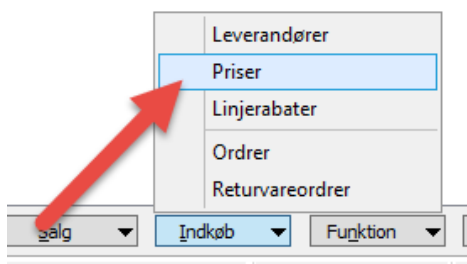 Leverandører
Priser
Linjerabater
Ordrer
Returvareordrer
Salg Indkøb Funktion